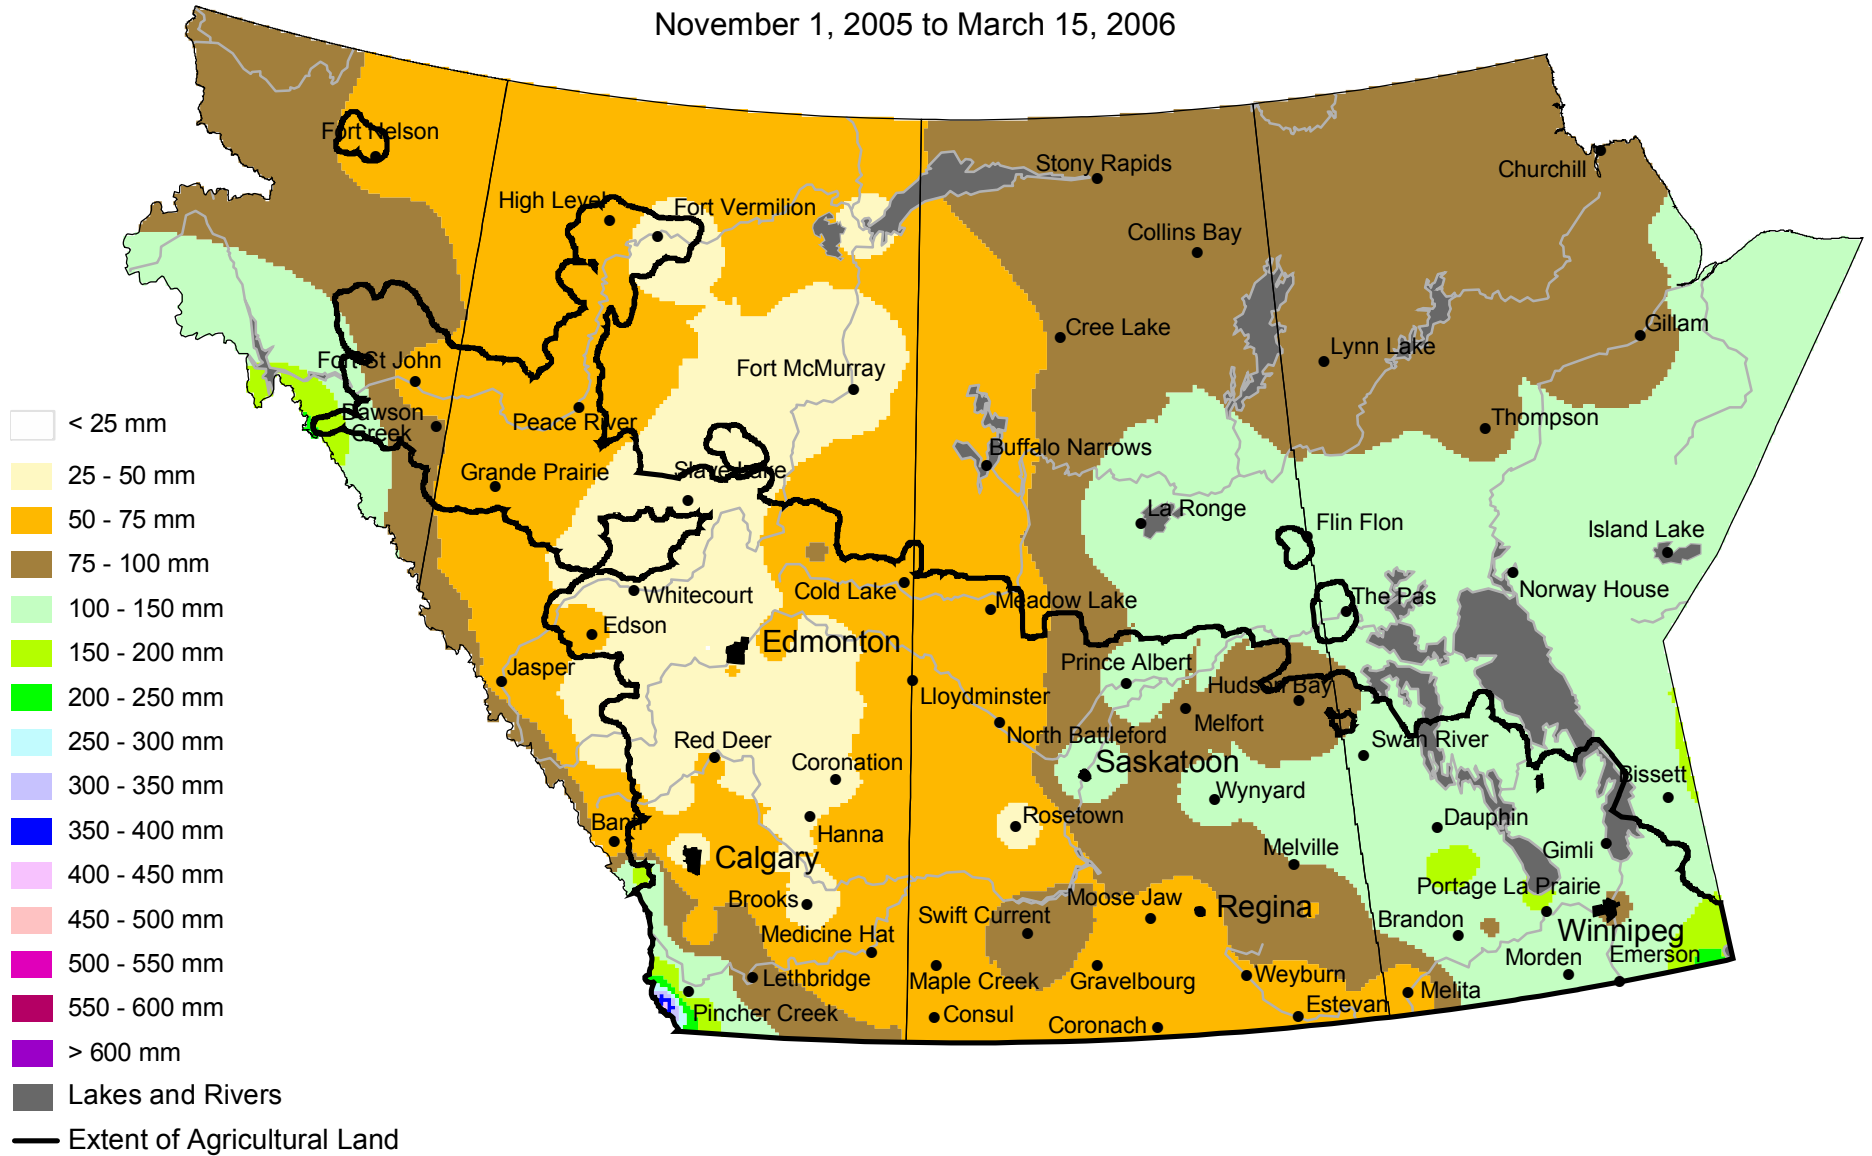 November 1, 2005 to March 15, 2006
Fort Nelson
Churchill
Stony Rapids
High Level
Fort Vermilion
Collins Bay
Gillam
Cree Lake
Lynn Lake
Fort St John
Fort McMurray
Dawson
Creek
Peace River
Thompson
Buffalo Narrows
Grande Prairie
Slave Lake
La Ronge
Flin Flon
Island Lake
Norway House
Whitecourt
Cold Lake
Meadow Lake
The Pas
Edson
Edmonton
Jasper
Prince Albert
Lloydminster
Hudson Bay
Melfort
North Battleford
Red Deer
Coronation
Saskatoon
Swan River
Bissett
Wynyard
Banff
Hanna
Rosetown
Dauphin
Calgary
Melville
Gimli
Brooks
Moose Jaw
Portage La Prairie
Swift Current
Regina
Brandon
Winnipeg
Medicine Hat
Lethbridge
Maple Creek
Gravelbourg
Weyburn
Morden
Emerson
Pincher Creek
Consul
Coronach
Estevan
Melita
< 25 mm
25 - 50 mm
50 - 75 mm
75 - 100 mm
100 - 150 mm
150 - 200 mm
200 - 250 mm
250 - 300 mm
300 - 350 mm
350 - 400 mm
400 - 450 mm
450 - 500 mm
500 - 550 mm
550 - 600 mm
> 600 mm
Lakes and Rivers
Extent of Agricultural Land